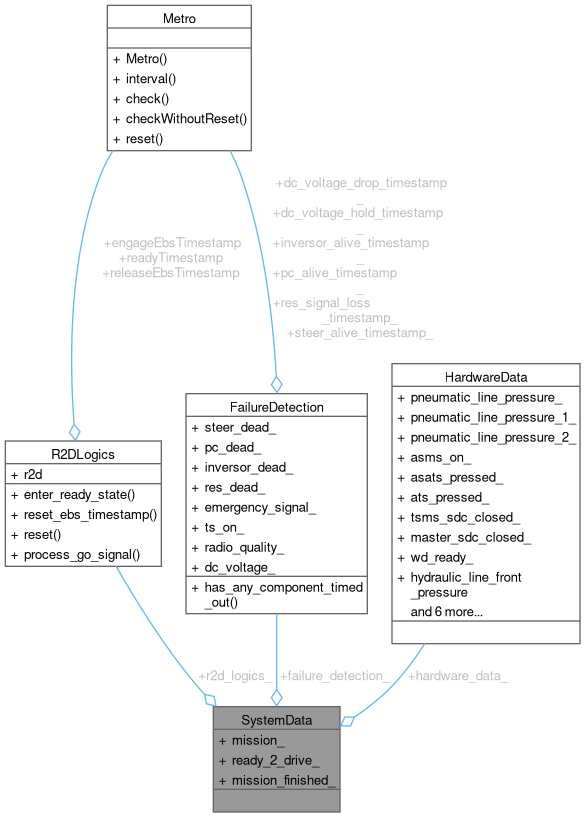 Metro
+ Metro()
+ interval()
+ check()
+ checkWithoutReset()
+ reset()
+engageEbsTimestamp
+readyTimestamp
+releaseEbsTimestamp
+dc_voltage_drop_timestamp
_
+dc_voltage_hold_timestamp
_
+inversor_alive_timestamp
_
+pc_alive_timestamp
_
+res_signal_loss
_timestamp_
+steer_alive_timestamp_
HardwareData
+ pneumatic_line_pressure_
+ pneumatic_line_pressure_1_
+ pneumatic_line_pressure_2_
+ asms_on_
+ asats_pressed_
+ ats_pressed_
+ tsms_sdc_closed_
+ master_sdc_closed_
+ wd_ready_
+ hydraulic_line_front
_pressure
and 6 more...
FailureDetection
+ steer_dead_
+ pc_dead_
+ inversor_dead_
+ res_dead_
+ emergency_signal_
+ ts_on_
+ radio_quality_
+ dc_voltage_
+ has_any_component_timed
_out()
R2DLogics
+ r2d
+ enter_ready_state()
+ reset_ebs_timestamp()
+ reset()
+ process_go_signal()
+r2d_logics_
+failure_detection_
+hardware_data_
SystemData
+ mission_
+ ready_2_drive_
+ mission_finished_